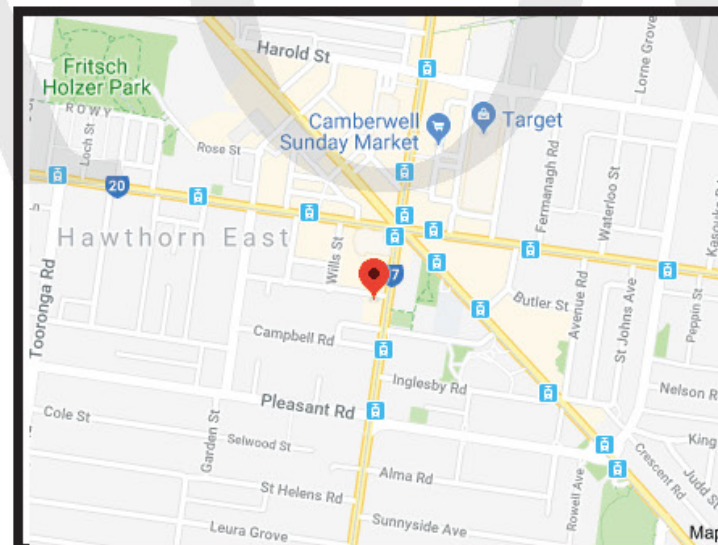 Harold St
Fritsch
Holzer Park
ROWY
Loch St
Rose St
Camberwell
Sunday Market
Target
Lorne Grove
Fermanagh Rd
Waterloo St
20
Hawthorn East
Wills St
Tooronga Rd
7
Butler St
Avenue Rd
St Johns Ave
Peppin St
Campbell Rd
Inglesby Rd
Nelson R
Pleasant Rd
Cole St
Garden St
Selwood St
King
Crescent Rd
Judd St
Alma Rd
Rowell Ave
St Helens Rd
Leura Grove
Sunnyside Ave
Map